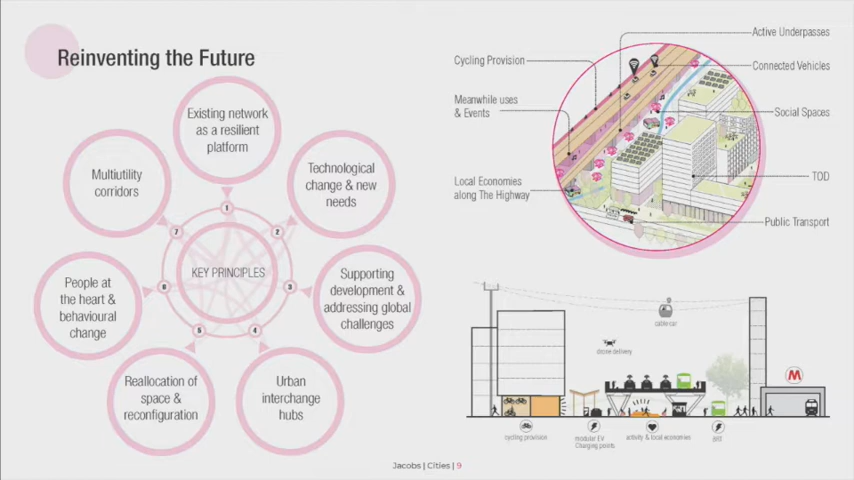 Reinventing the Future
Existing network
as a resilient
platform
Technological
change & new
needs
Supporting
development &
addressing global
challenges
Urban
interchange
hubs
Reallocation of
space &
reconfiguration
People at
the heart &
behavioural
change
Multiutility
corridors
KEY PRINCIPLES
1
2
3
4
5
6
7
Cycling Provision
Meanwhile uses
& Events
Local Economies
along The Highway
Active Underpasses
Connected Vehicles
Social Spaces
TOD
Public Transport
cable car
drone delivery
M
cycling provision
modular EV
Charging points
activity & local economies
Jacobs | Cities | 9